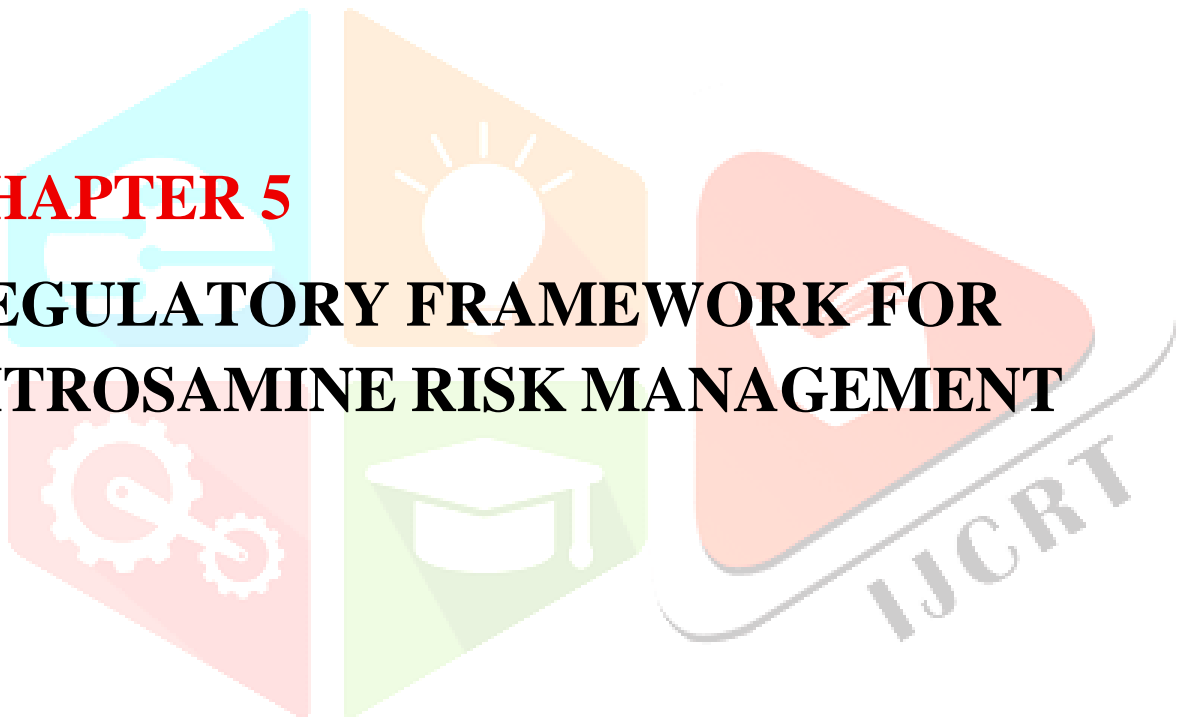 HAPTER 5
EGULATORY FRAMEWORK FOR
ITROSAMINE RISK MANAGEMENT
IJCRT